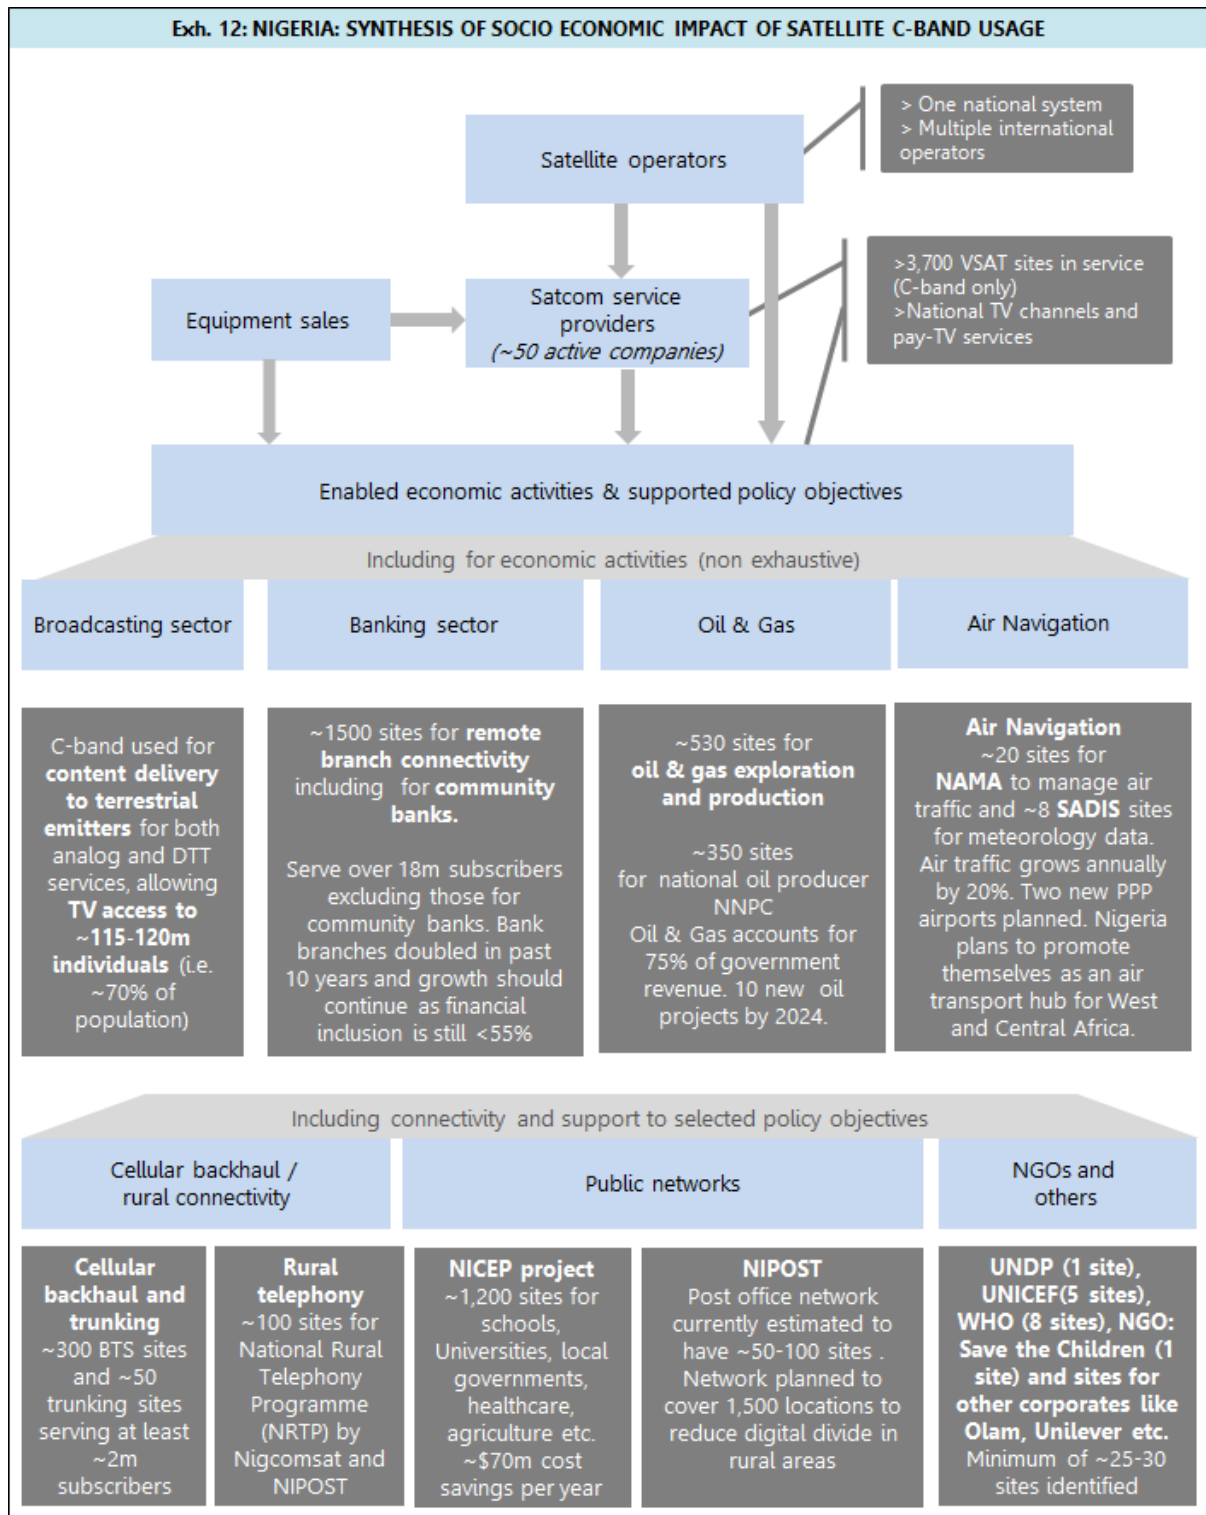 Exh. 12: NIGERIA: SYNTHESIS OF SOCIO ECONOMIC IMPACT OF SATELLITE C-BAND USAGE
Satellite operators
> One national system
> Multiple international
operators
Equipment sales
Satcom service
providers
(~50 active companies)
>3,700 VSAT sites in service
(C-band only)
>National TV channels and
pay-TV services
Enabled economic activities & supported policy objectives
Including for economic activities (non exhaustive)
Broadcasting sector
Banking sector
Oil & Gas
Air Navigation
C-band used for
content delivery
to terrestrial
emitters for both
analog and DTT
services, allowing
TV access to
~115-120m
individuals (i.e.
~70% of
population)
~1500 sites for remote
branch connectivity
including for community
banks.
Serve over 18m subscribers
excluding those for
community banks. Bank
branches doubled in past
10 years and growth should
continue as financial
inclusion is still <55%
~530 sites for
oil & gas exploration
and production
~350 sites
for national oil producer
NNPC
Oil & Gas accounts for
75% of government
revenue. 10 new oil
projects by 2024.
Air Navigation
~20 sites for
NAMA to manage air
traffic and ~8 SADIS sites
for meteorology data.
Air traffic grows annually
by 20%. Two new PPP
airports planned. Nigeria
plans to promote
themselves as an air
transport hub for West
and Central Africa.
Including connectivity and support to selected policy objectives
Cellular backhaul /
rural connectivity
Public networks
NGOs and
others
Cellular
backhaul and
trunking
~300 BTS sites
and ~50
trunking sites
serving at least
~2m
subscribers
Rural
telephony
~100 sites for
National Rural
Telephony
Programme
(NRTP) by
Nigcomsat and
NIPOST
NICEP project
~1,200 sites for
schools,
Universities, local
governments,
healthcare,
agriculture etc.
~$70m cost
savings per year
NIPOST
Post office network
currently estimated to
have ~50-100 sites .
Network planned to
cover 1,500 locations to
reduce digital divide in
rural areas
UNDP (1 site),
UNICEF(5 sites),
WHO (8 sites), NGO:
Save the Children (1
site) and sites for
other corporates like
Olam, Unilever etc.
Minimum of ~25-30
sites identified